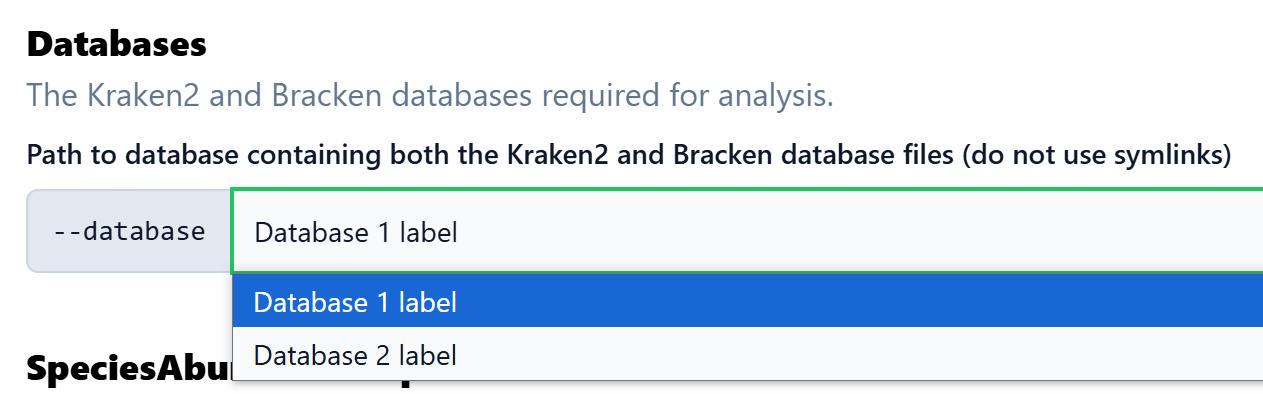 Databases
The Kraken2 and Bracken databases required for analysis.
Path to database containing both the Kraken2 and Bracken database files (do not use symlinks)
--database
Database 1 label
Database 1 label
Database 2 label